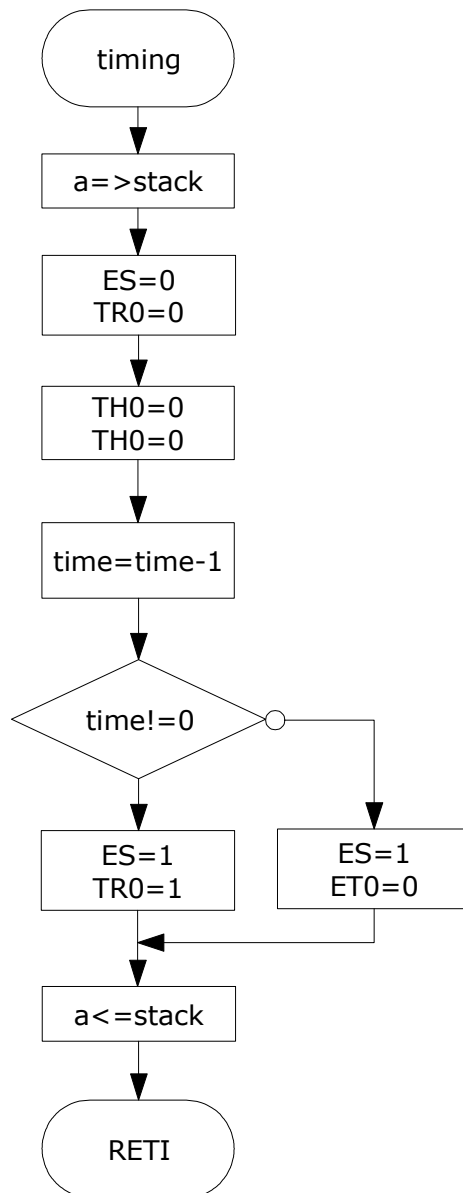 timing
a=>stack
ES=0
TR0=0
TH0=0
TH0=0
time=time-1
time!=0
ES=1
TR0=1
ES=1
ET0=0
a<=stack
RETI